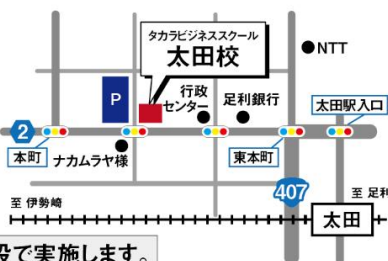 タカラビジネススクール
太田校
NTT
P
行政
センター
足利銀行
太田駅入口
2
本町
ナカムラヤ様
東本町
407
至 伊勢崎
至 足利
太田
設で実施します。